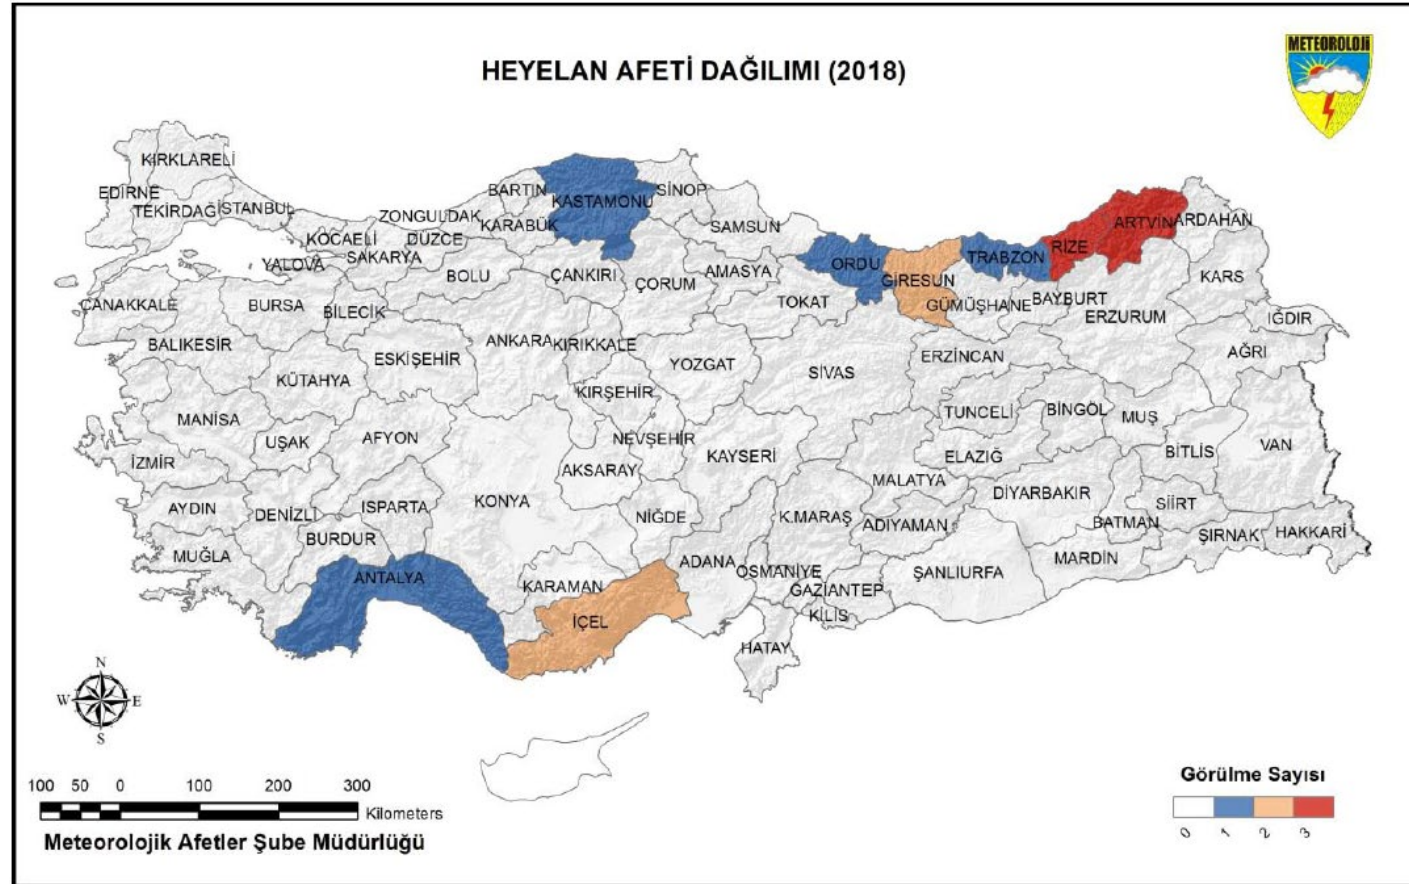 HEYELAN AFETİ DAĞILIMI (2018)
METEOROLOJİ
KIRKLARELİ
EDİRNE
TEKİRDAĞ
İSTANBUL
ZONGULDAK
BARTIN
KASTAMONU
SİNOP
KARABÜK
SAMSUN
KOCAELİ
DÜZCE
YALOVA
SAKARYA
BOLU
ÇANKIRI
ÇORUM
AMASYA
ORDU
GİRESUN
TRABZON
RİZE
ARTVİN
ARDAHAN
KARS
ÇANAKKALE
BURSA
BİLECİK
TOKAT
GÜMÜŞHANE
BAYBURT
ERZURUM
IĞDIR
BALIKESİR
ESKİŞEHİR
ANKARA
KIRIKKALE
YOZGAT
SİVAS
ERZİNCAN
AĞRI
KÜTAHYA
KIRŞEHİR
TUNCELİ
BİNGÖL
MUŞ
MANİSA
UŞAK
AFYON
NEVŞEHİR
KAYSERİ
ELAZIĞ
BİTLİS
VAN
İZMİR
AKSARAY
MALATYA
DİYARBAKIR
SİİRT
AYDIN
DENİZLİ
ISPARTA
KONYA
NİĞDE
K.MARAŞ
ADIYAMAN
BATMAN
ŞIRNAK
HAKKARİ
MUĞLA
BURDUR
ADANA
OSMANİYE
GAZİANTEP
ŞANLIURFA
MARDİN
ANTALYA
KARAMAN
İÇEL
KİLİS
HATAY
N
W E
S
100 50 0 100 200 300
Kilometers
Meteorolojik Afetler Şube Müdürlüğü
Görülme Sayısı
0 1 2 3